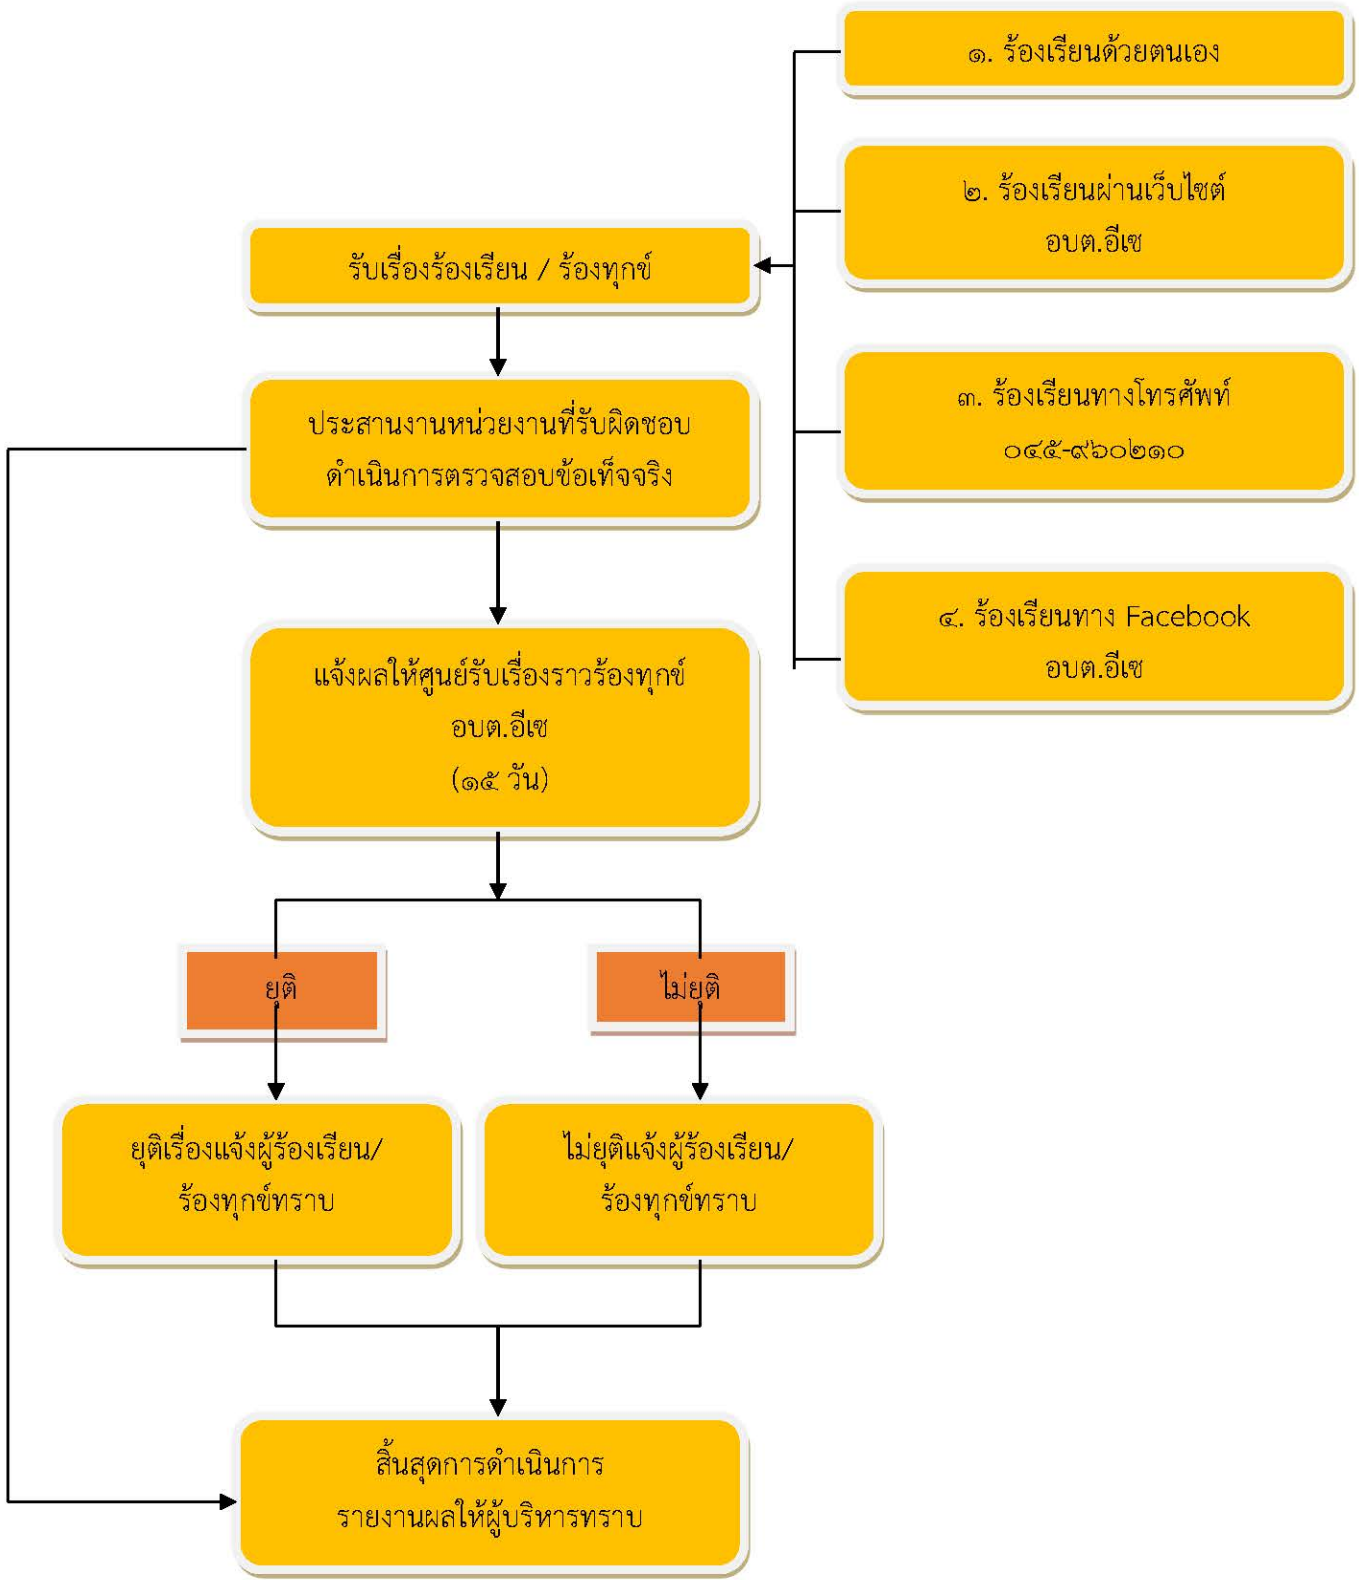 ๑. ร้องเรียนด้วยตนเอง
๒. ร้องเรียนผ่านเว็บไซต์
อบต.อีเซ
๓. ร้องเรียนทางโทรศัพท์
๐๔๕-๙๖๐๒๑๐
๔. ร้องเรียนทาง Facebook
อบต.อีเซ
รับเรื่องร้องเรียน / ร้องทุกข์
ประสานงานหน่วยงานที่รับผิดชอบ
ดำเนินการตรวจสอบข้อเท็จจริง
แจ้งผลให้ศูนย์รับเรื่องราวร้องทุกข์
อบต.อีเซ
(๑๕ วัน)
ยุติ
ไม่ยุติ
ยุติเรื่องแจ้งผู้ร้องเรียน/
ร้องทุกข์ทราบ
ไม่ยุติแจ้งผู้ร้องเรียน/
ร้องทุกข์ทราบ
สิ้นสุดการดำเนินการ
รายงานผลให้ผู้บริหารทราบ